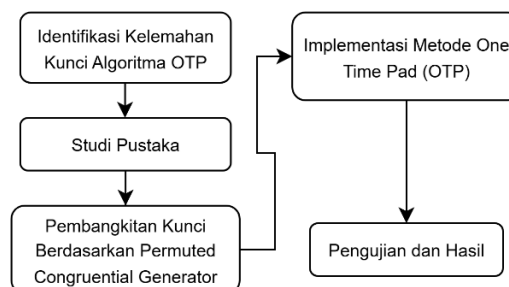 Identifikasi Kelemahan
Kunci Algoritma OTP
Studi Pustaka
Pembangkitan Kunci
Berdasarkan Permuted
Congruential Generator
Implementasi Metode One
Time Pad (OTP)
Pengujian dan Hasil